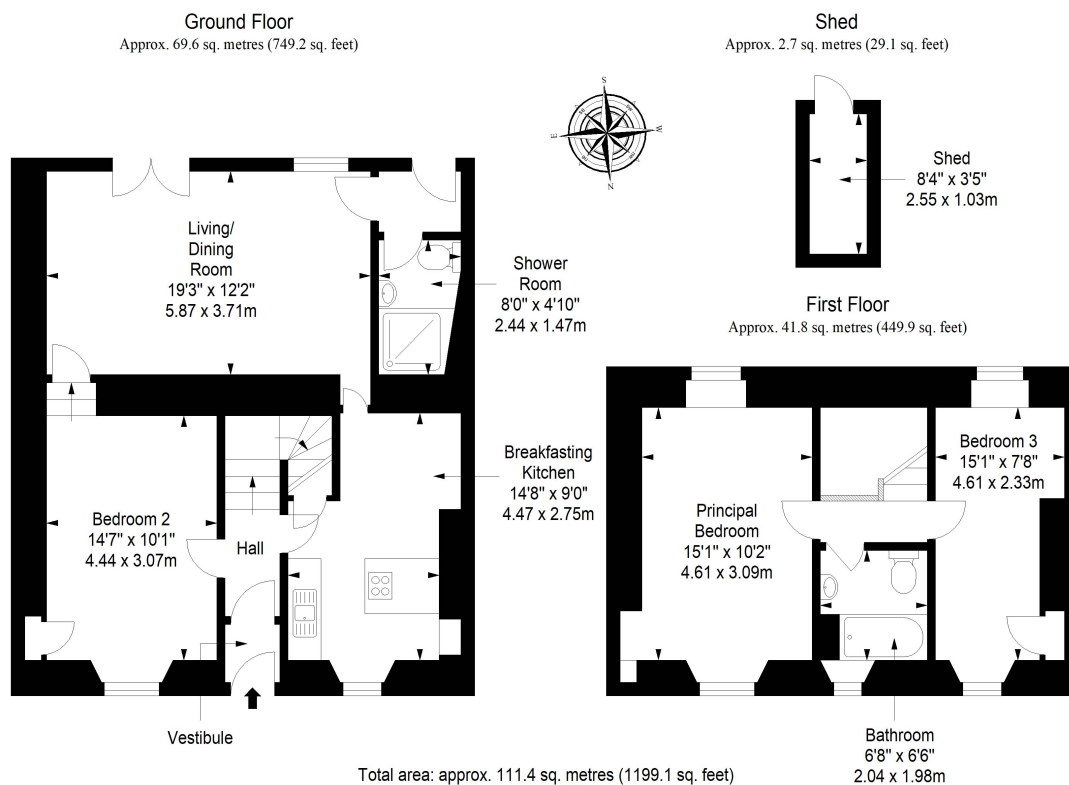 Ground Floor
Approx. 69.6 sq. metres (749.2 sq. feet)
Shed
Approx. 2.7 sq. metres (29.1 sq. feet)
S
E
W
N
Shed
8'4" x 3'5"
2.55 x 1.03m
Living/
Dining
Room
19'3" x 12'2"
5.87 x 3.71m
Shower
Room
8'0" x 4'10"
2.44 x 1.47m
First Floor
Approx. 41.8 sq. metres (449.9 sq. feet)
Breakfasting
Kitchen
14'8" x 9'0"
4.47 x 2.75m
Bedroom 2
14'7" x 10'1"
4.44 x 3.07m
Hall
Principal
Bedroom
15'1" x 10'2"
4.61 x 3.09m
Bedroom 3
15'1" x 7'8"
4.61 x 2.33m
Vestibule
Bathroom
6'8" x 6'6"
2.04 x 1.98m
Total area: approx. 111.4 sq. metres (1199.1 sq. feet)